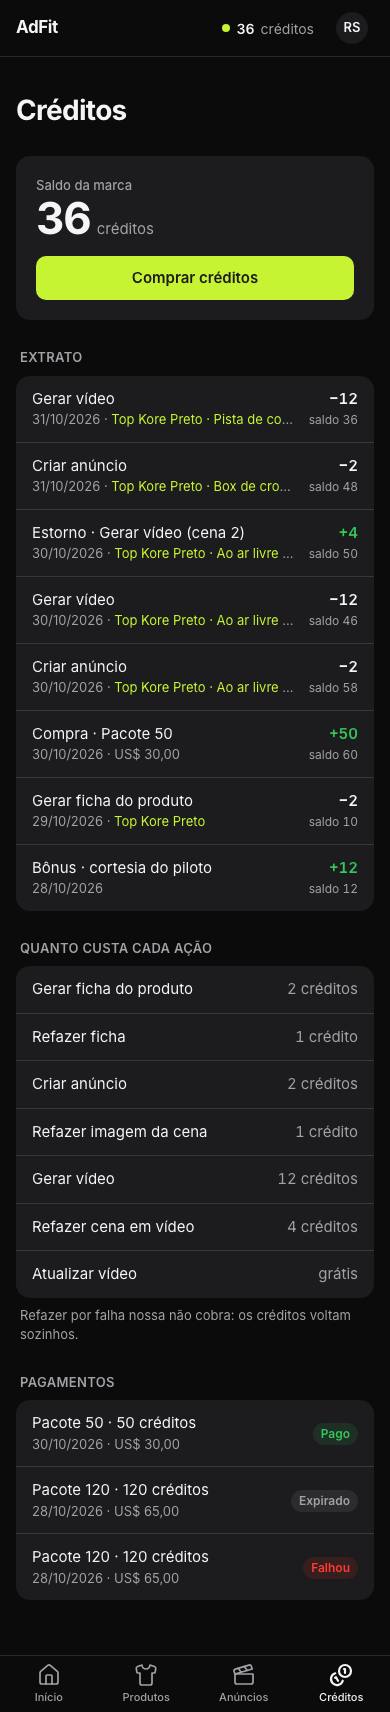 AdFit
36 créditos
RS
Créditos
Saldo da marca
36 créditos
Comprar créditos
EXTRATO
Gerar vídeo −12
31/10/2026 · Top Kore Preto · Pista de co... saldo 36
Criar anúncio −2
31/10/2026 · Top Kore Preto · Box de cro... saldo 48
Estorno · Gerar vídeo (cena 2) +4
30/10/2026 · Top Kore Preto · Ao ar livre ... saldo 50
Gerar vídeo −12
30/10/2026 · Top Kore Preto · Ao ar livre ... saldo 46
Criar anúncio −2
30/10/2026 · Top Kore Preto · Ao ar livre ... saldo 58
Compra · Pacote 50 +50
30/10/2026 · US$ 30,00 saldo 60
Gerar ficha do produto −2
29/10/2026 · Top Kore Preto saldo 10
Bônus · cortesia do piloto +12
28/10/2026 saldo 12
QUANTO CUSTA CADA AÇÃO
Gerar ficha do produto 2 créditos
Refazer ficha 1 crédito
Criar anúncio 2 créditos
Refazer imagem da cena 1 crédito
Gerar vídeo 12 créditos
Refazer cena em vídeo 4 créditos
Atualizar vídeo grátis
Refazer por falha nossa não cobra: os créditos voltam
sozinhos.
PAGAMENTOS
Pacote 50 · 50 créditos
30/10/2026 · US$ 30,00 Pago
Pacote 120 · 120 créditos
28/10/2026 · US$ 65,00 Expirado
Pacote 120 · 120 créditos
28/10/2026 · US$ 65,00 Falhou
Início Produtos Anúncios Créditos